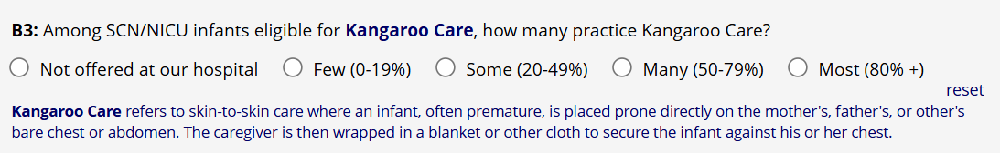 B3: Among SCN/NICU infants eligible for Kangaroo Care, how many practice Kangaroo Care?
Not offered at our hospital Few (0-19%) Some (20-49%) Many (50-79%) Most (80% +)
reset
Kangaroo Care refers to skin-to-skin care where an infant, often premature, is placed prone directly on the mother's, father's, or other's
bare chest or abdomen. The caregiver is then wrapped in a blanket or other cloth to secure the infant against his or her chest.